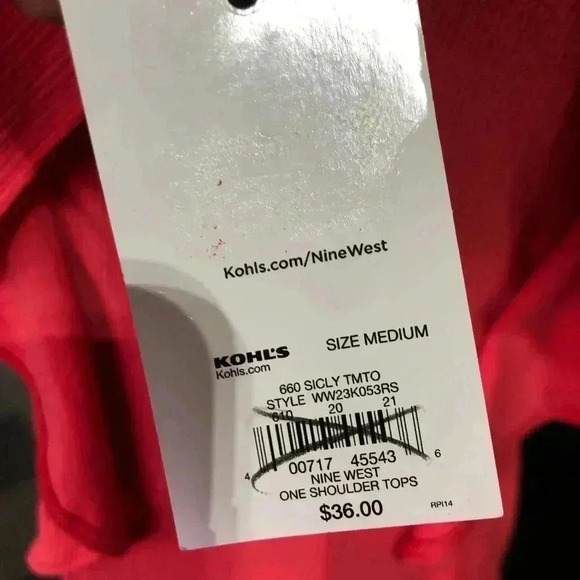 Kohls.com/NineWest
KOHL'S
Kohls.com
SIZE MEDIUM
660 SICLY TMTO
STYLE WW23K053RS
610 20 21
4 00717 45543 6
NINE WEST
ONE SHOULDER TOPS
$36.00
RPI14